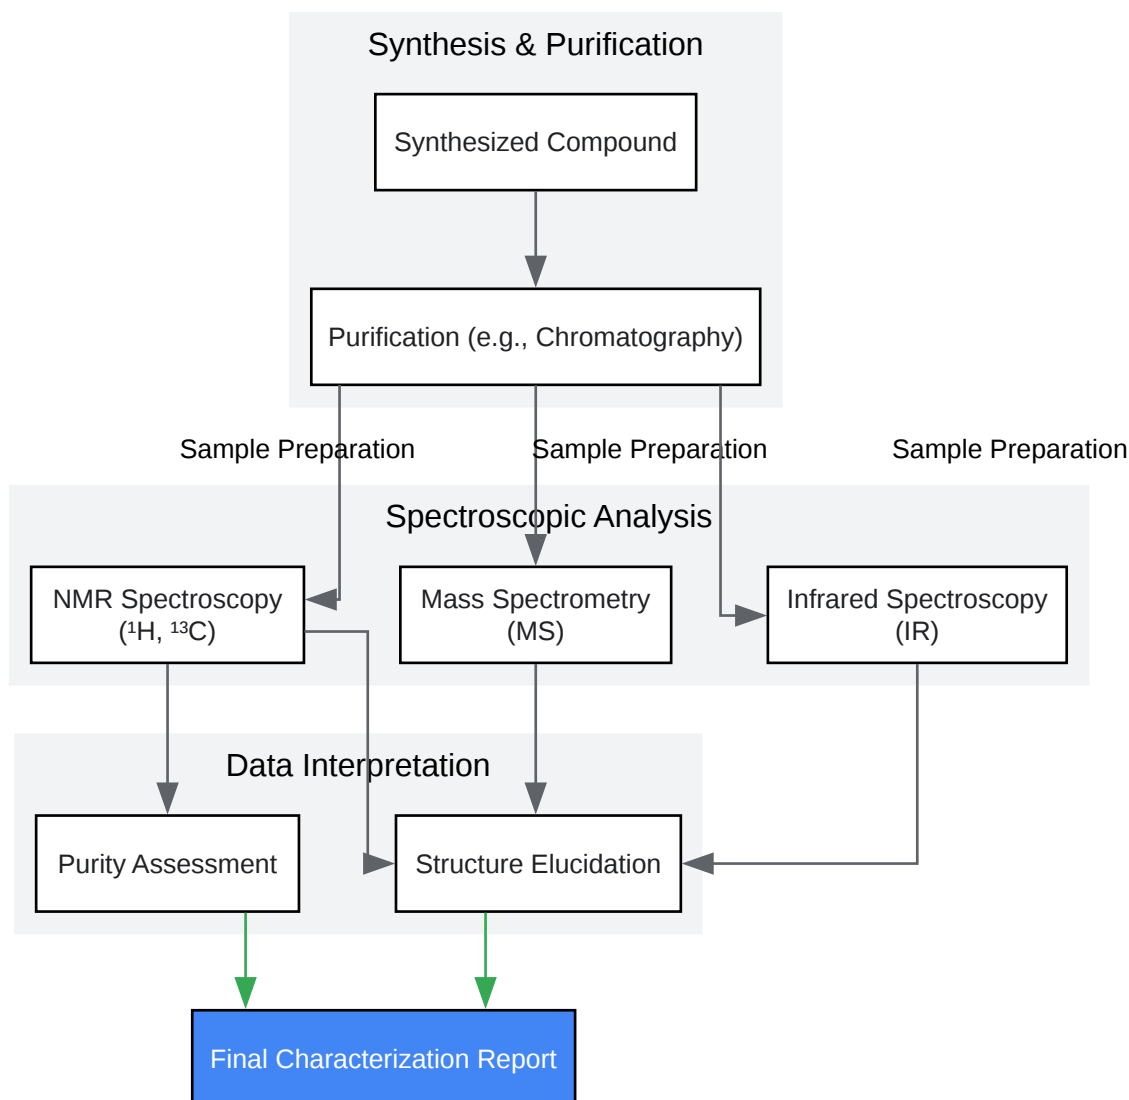 Synthesis & Purification
Synthesized Compound
Purification (e.g., Chromatography)
Sample Preparation
Sample Preparation
Sample Preparation
Spectroscopic Analysis
NMR Spectroscopy
(¹H, ¹³C)
Mass Spectrometry
(MS)
Infrared Spectroscopy
(IR)
Data Interpretation
Purity Assessment
Structure Elucidation
Final Characterization Report